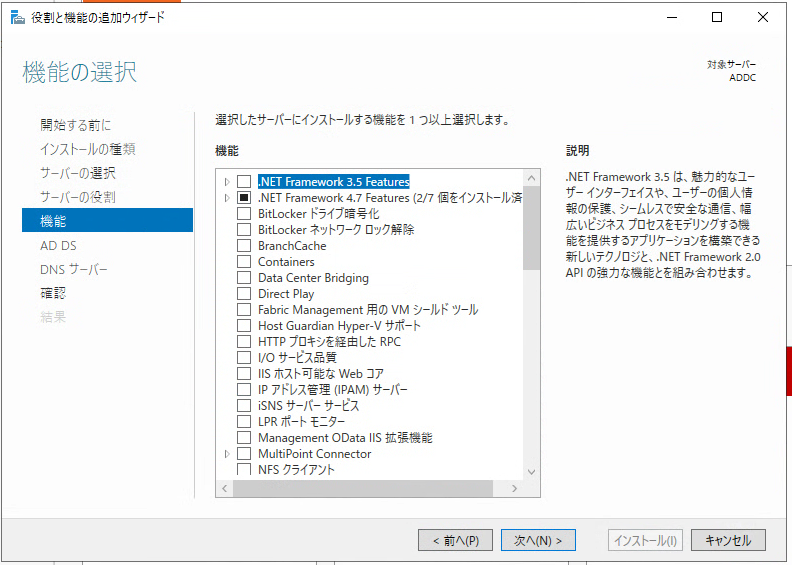 役割と機能の追加ウィザード
機能の選択
対象サーバー
ADDC
開始する前に
インストールの種類
サーバーの選択
サーバーの役割
機能
AD DS
DNS サーバー
確認
結果
選択したサーバーにインストールする機能を 1 つ以上選択します。
機能
.NET Framework 3.5 Features
.NET Framework 4.7 Features (2/7 個をインストール済
BitLocker ドライブ暗号化
BitLocker ネットワーク ロック解除
BranchCache
Containers
Data Center Bridging
Direct Play
Fabric Management 用の VM シールド ツール
Host Guardian Hyper-V サポート
HTTP プロキシを経由した RPC
I/O サービス品質
IIS ホスト可能な Web コア
IP アドレス管理 (IPAM) サーバー
iSNS サーバー サービス
LPR ポート モニター
Management OData IIS 拡張機能
MultiPoint Connector
NFS クライアント
説明
.NET Framework 3.5 は、魅力的なユー
ザー インターフェイスや、ユーザーの個人情
報の保護、シームレスで安全な通信、幅
広いビジネス プロセスをモデリングする機
能を提供するアプリケーションを構築できる
新しいテクノロジと、.NET Framework 2.0
API の強力な機能とを組み合わせます。
< 前へ(P)
次へ(N) >
インストール(I)
キャンセル